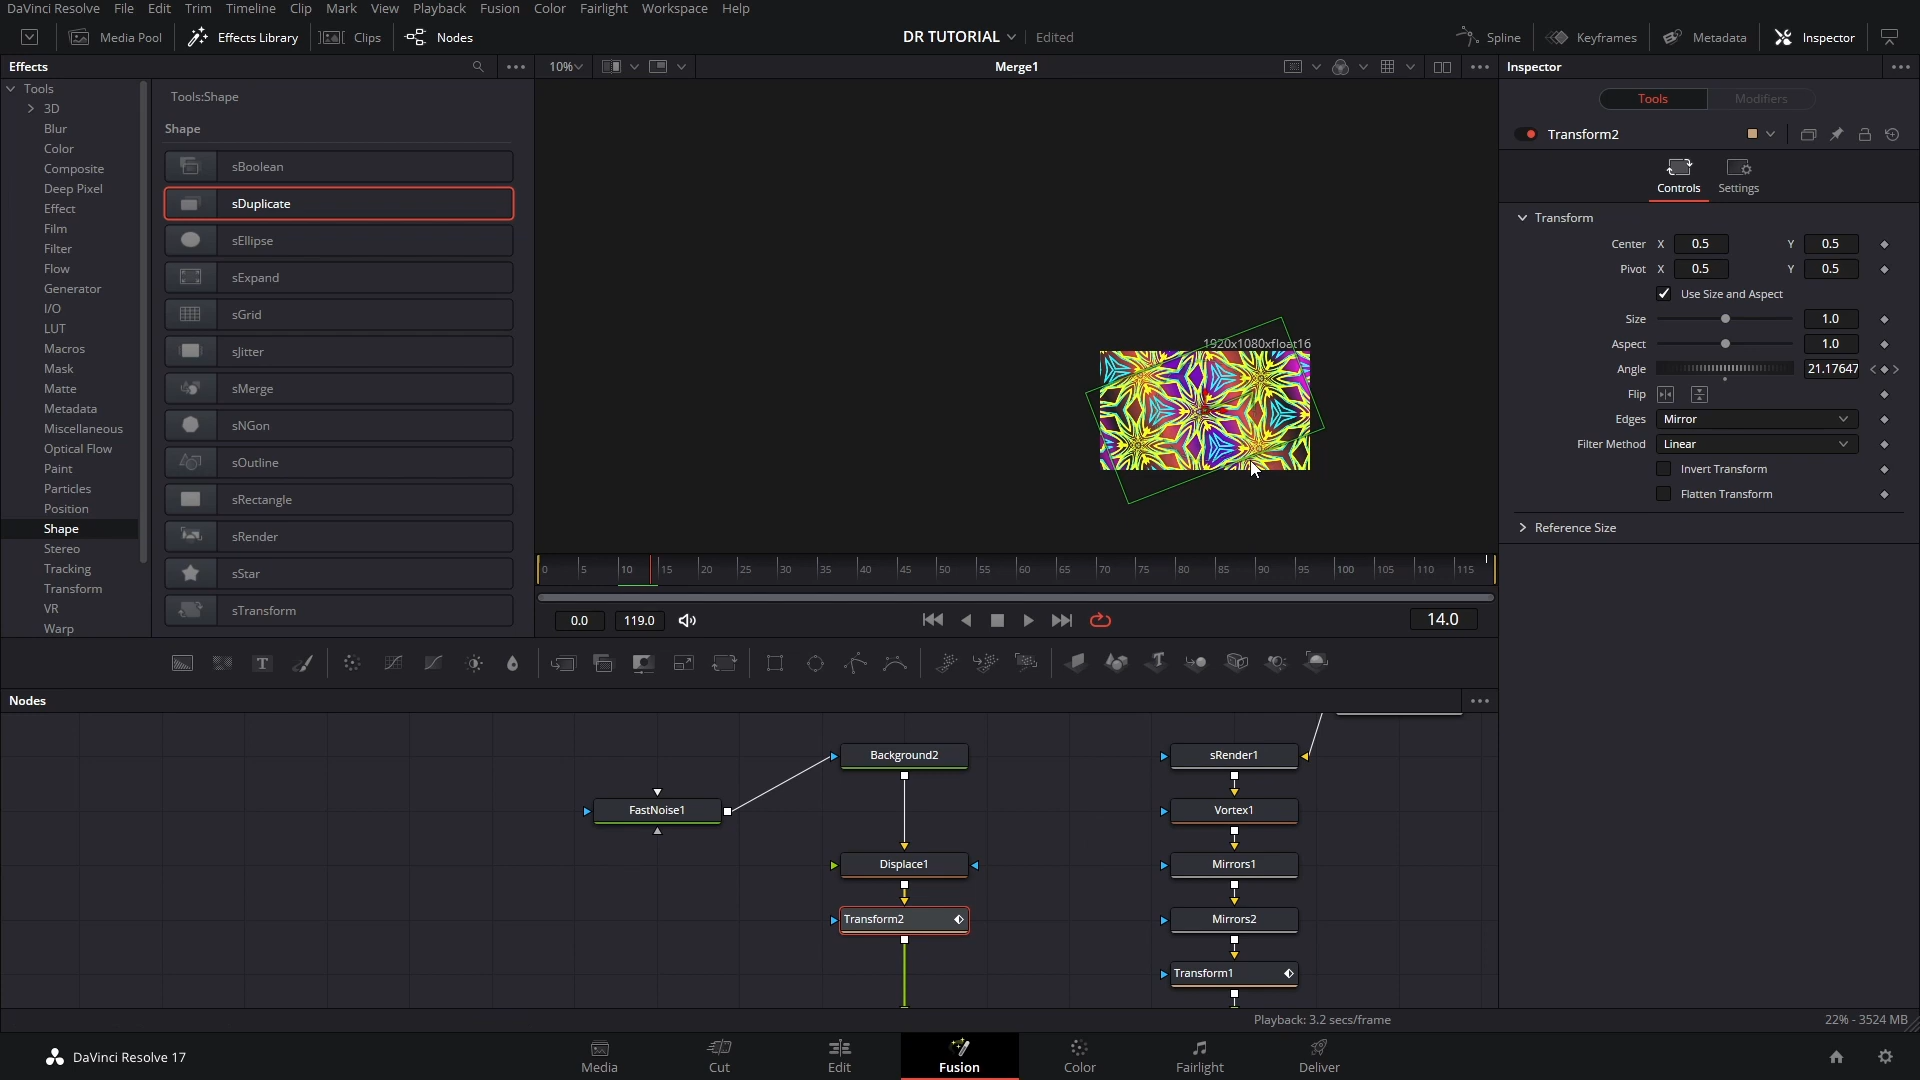 DaVinci Resolve File Edit Trim Timeline Clip Mark View Playback Fusion Color Fairlight Workspace Help
Media Pool Effects Library Clips Nodes DR TUTORIAL Edited Spline Keyframes Metadata Inspector
Effects 10% Merge1 Inspector
Tools
3D
Blur
Color
Composite
Deep Pixel
Effect
Film
Filter
Flow
Generator
I/O
LUT
Macros
Mask
Matte
Metadata
Miscellaneous
Optical Flow
Paint
Particles
Position
Shape
Stereo
Tracking
Transform
VR
Warp
Tools:Shape
Shape
sBoolean
sDuplicate
sEllipse
sExpand
sGrid
sJitter
sMerge
sNGon
sOutline
sRectangle
sRender
sStar
sTransform
1920x1080xfloat16
0 5 10 15 20 25 30 35 40 45 50 55 60 65 70 75 80 85 90 95 100 105 110 115
0.0 119.0 14.0
Tools Modifiers
Transform2
Controls Settings
Transform
Center X 0.5 Y 0.5
Pivot X 0.5 Y 0.5
Use Size and Aspect
Size 1.0
Aspect 1.0
Angle 21.17647
Flip
Edges Mirror
Filter Method Linear
Invert Transform
Flatten Transform
Reference Size
T T
Nodes
Background2 sRender1
FastNoise1 Vortex1
Displace1 Mirrors1
Transform2 Mirrors2
Transform1
Playback: 3.2 secs/frame 22% - 3524 MB
DaVinci Resolve 17 Media Cut Edit Fusion Color Fairlight Deliver